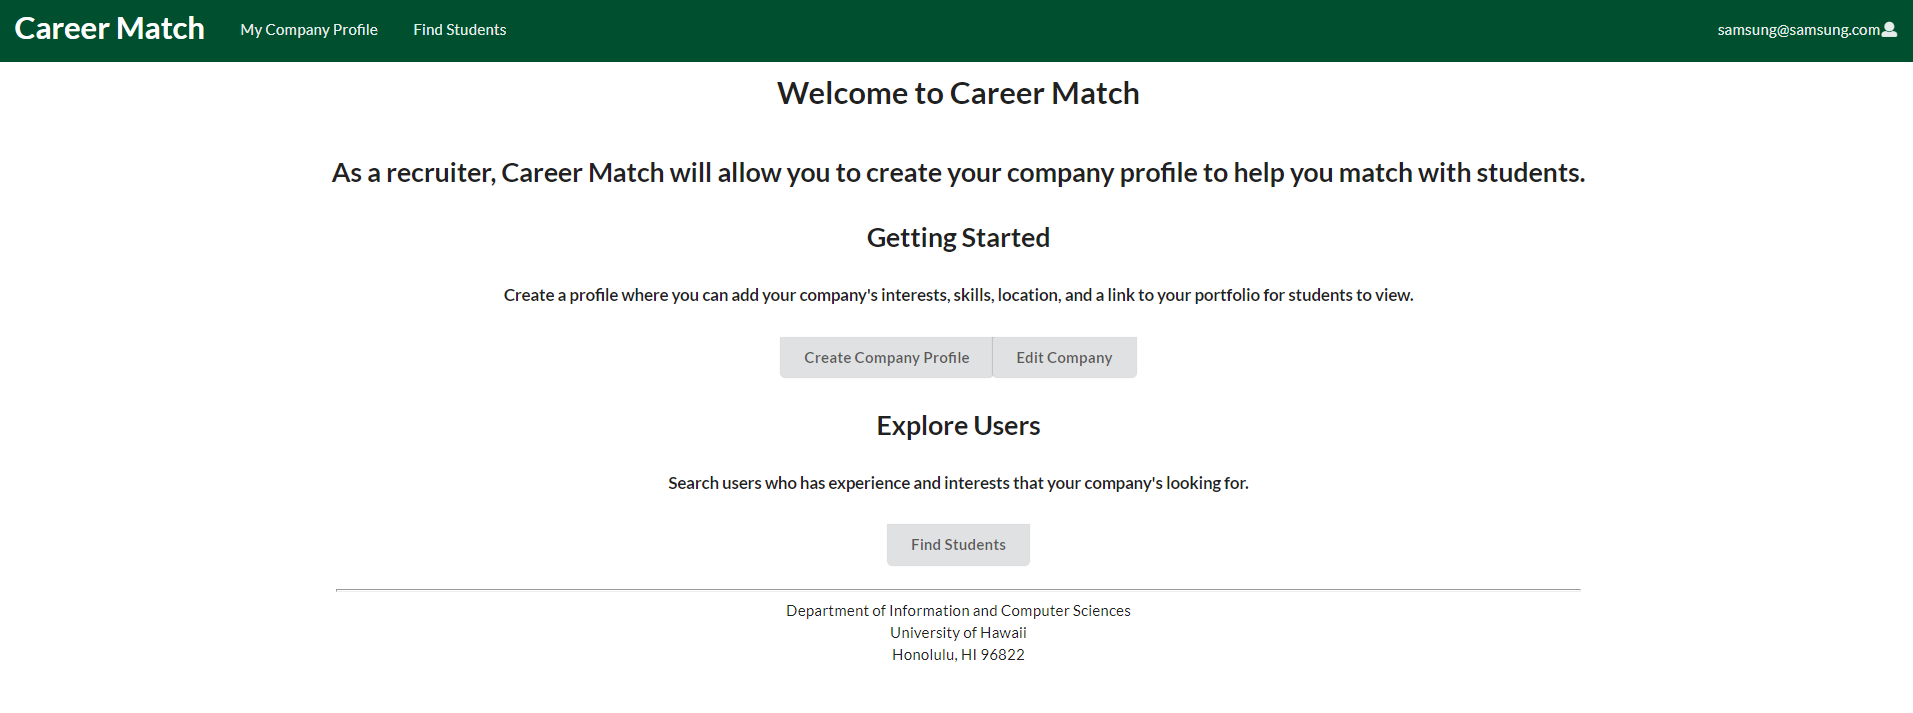 Career Match My Company Profile Find Students samsung@samsung.com
Welcome to Career Match
As a recruiter, Career Match will allow you to create your company profile to help you match with students.
Getting Started
Create a profile where you can add your company's interests, skills, location, and a link to your portfolio for students to view.
Create Company Profile Edit Company
Explore Users
Search users who has experience and interests that your company's looking for.
Find Students
Department of Information and Computer Sciences
University of Hawaii
Honolulu, HI 96822